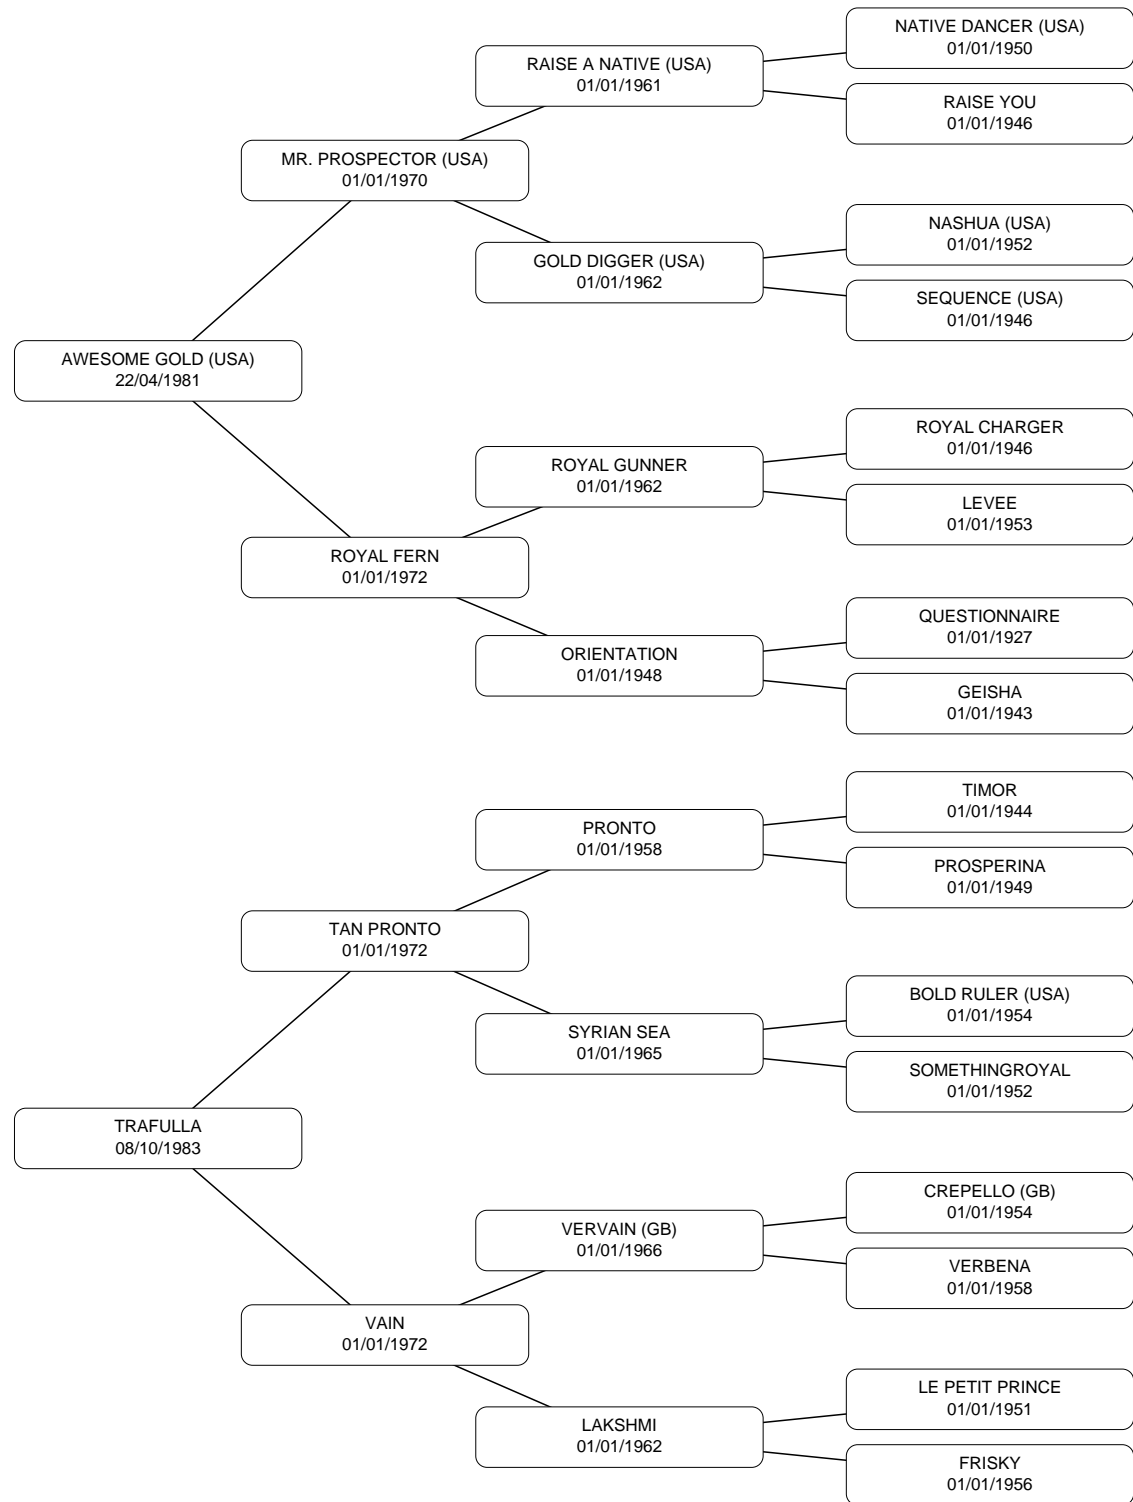 NATIVE DANCER (USA)
01/01/1950
RAISE A NATIVE (USA)
01/01/1961
RAISE YOU
01/01/1946
MR. PROSPECTOR (USA)
01/01/1970
NASHUA (USA)
01/01/1952
GOLD DIGGER (USA)
01/01/1962
SEQUENCE (USA)
01/01/1946
AWESOME GOLD (USA)
22/04/1981
ROYAL CHARGER
01/01/1946
ROYAL GUNNER
01/01/1962
LEVEE
01/01/1953
ROYAL FERN
01/01/1972
QUESTIONNAIRE
01/01/1927
ORIENTATION
01/01/1948
GEISHA
01/01/1943
TIMOR
01/01/1944
PRONTO
01/01/1958
PROSPERINA
01/01/1949
TAN PRONTO
01/01/1972
BOLD RULER (USA)
01/01/1954
SYRIAN SEA
01/01/1965
SOMETHINGROYAL
01/01/1952
TRAFULLA
08/10/1983
CREPELLO (GB)
01/01/1954
VERVAIN (GB)
01/01/1966
VERBENA
01/01/1958
VAIN
01/01/1972
LE PETIT PRINCE
01/01/1951
LAKSHMI
01/01/1962
FRISKY
01/01/1956